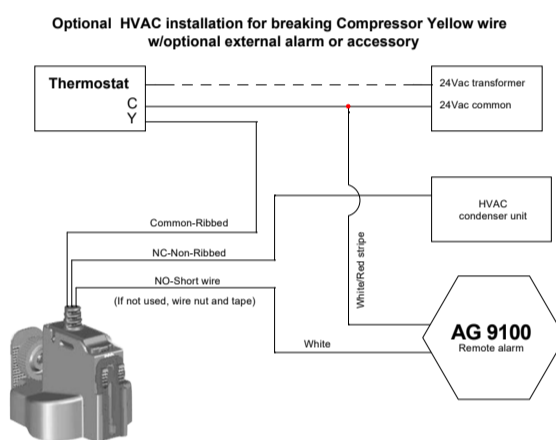 Optional HVAC installation for breaking Compressor Yellow wire
w/optional external alarm or accessory
Thermostat
C
Y
24Vac transformer
24Vac common
HVAC
condenser unit
Common-Ribbed
NC-Non-Ribbed
NO-Short wire
(If not used, wire nut and tape)
White/Red stripe
White
AG 9100
Remote alarm